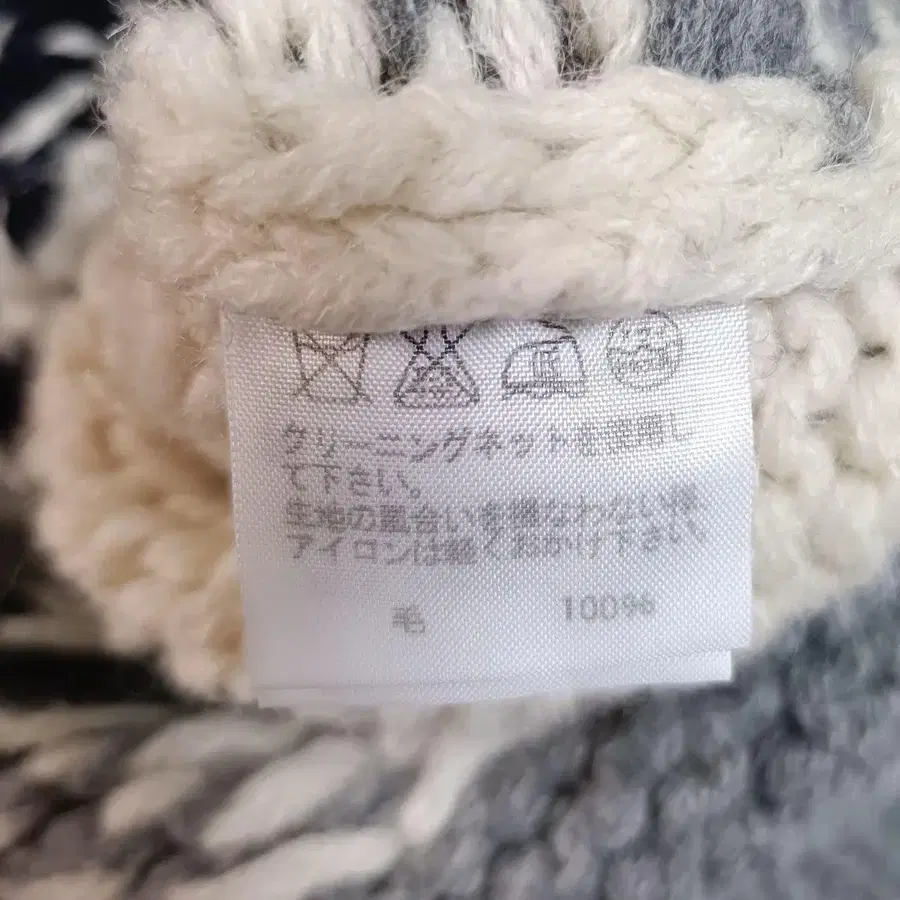 クリーニングネットを使用し
て下さい。
生地の風合いを損なわない様
アイロンは軽くおかけ下さい。
毛 100%